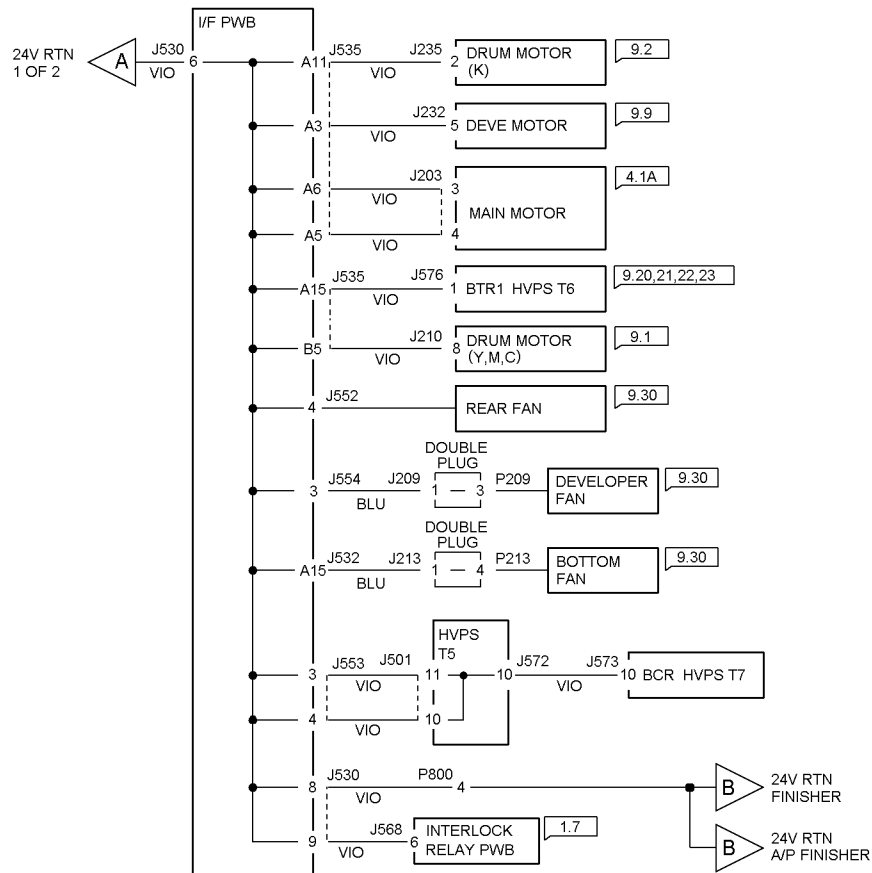 I/F PWB
24V RTN
1 OF 2
A
J530
VIO
6
A11
J535
VIO
J235
2
DRUM MOTOR
(K)
9.2
A3
VIO
J232
5
DEVE MOTOR
9.9
A6
VIO
J203
3
MAIN MOTOR
4.1A
A5
VIO
4
A15
J535
VIO
J576
1
BTR1 HVPS T6
9.20,21,22,23
B5
VIO
J210
8
DRUM MOTOR
(Y,M,C)
9.1
4
J552
REAR FAN
9.30
DOUBLE
PLUG
3
J554
BLU
J209
1 – 3
P209
DEVELOPER
FAN
9.30
DOUBLE
PLUG
A15
J532
BLU
J213
1 – 4
P213
BOTTOM
FAN
9.30
HVPS
T5
3
J553
VIO
J501
11
10
J572
VIO
J573
10
BCR HVPS T7
4
VIO
10
8
J530
VIO
P800
4
B
24V RTN
FINISHER
9
VIO
J568
6
INTERLOCK
RELAY PWB
1.7
B
24V RTN
A/P FINISHER